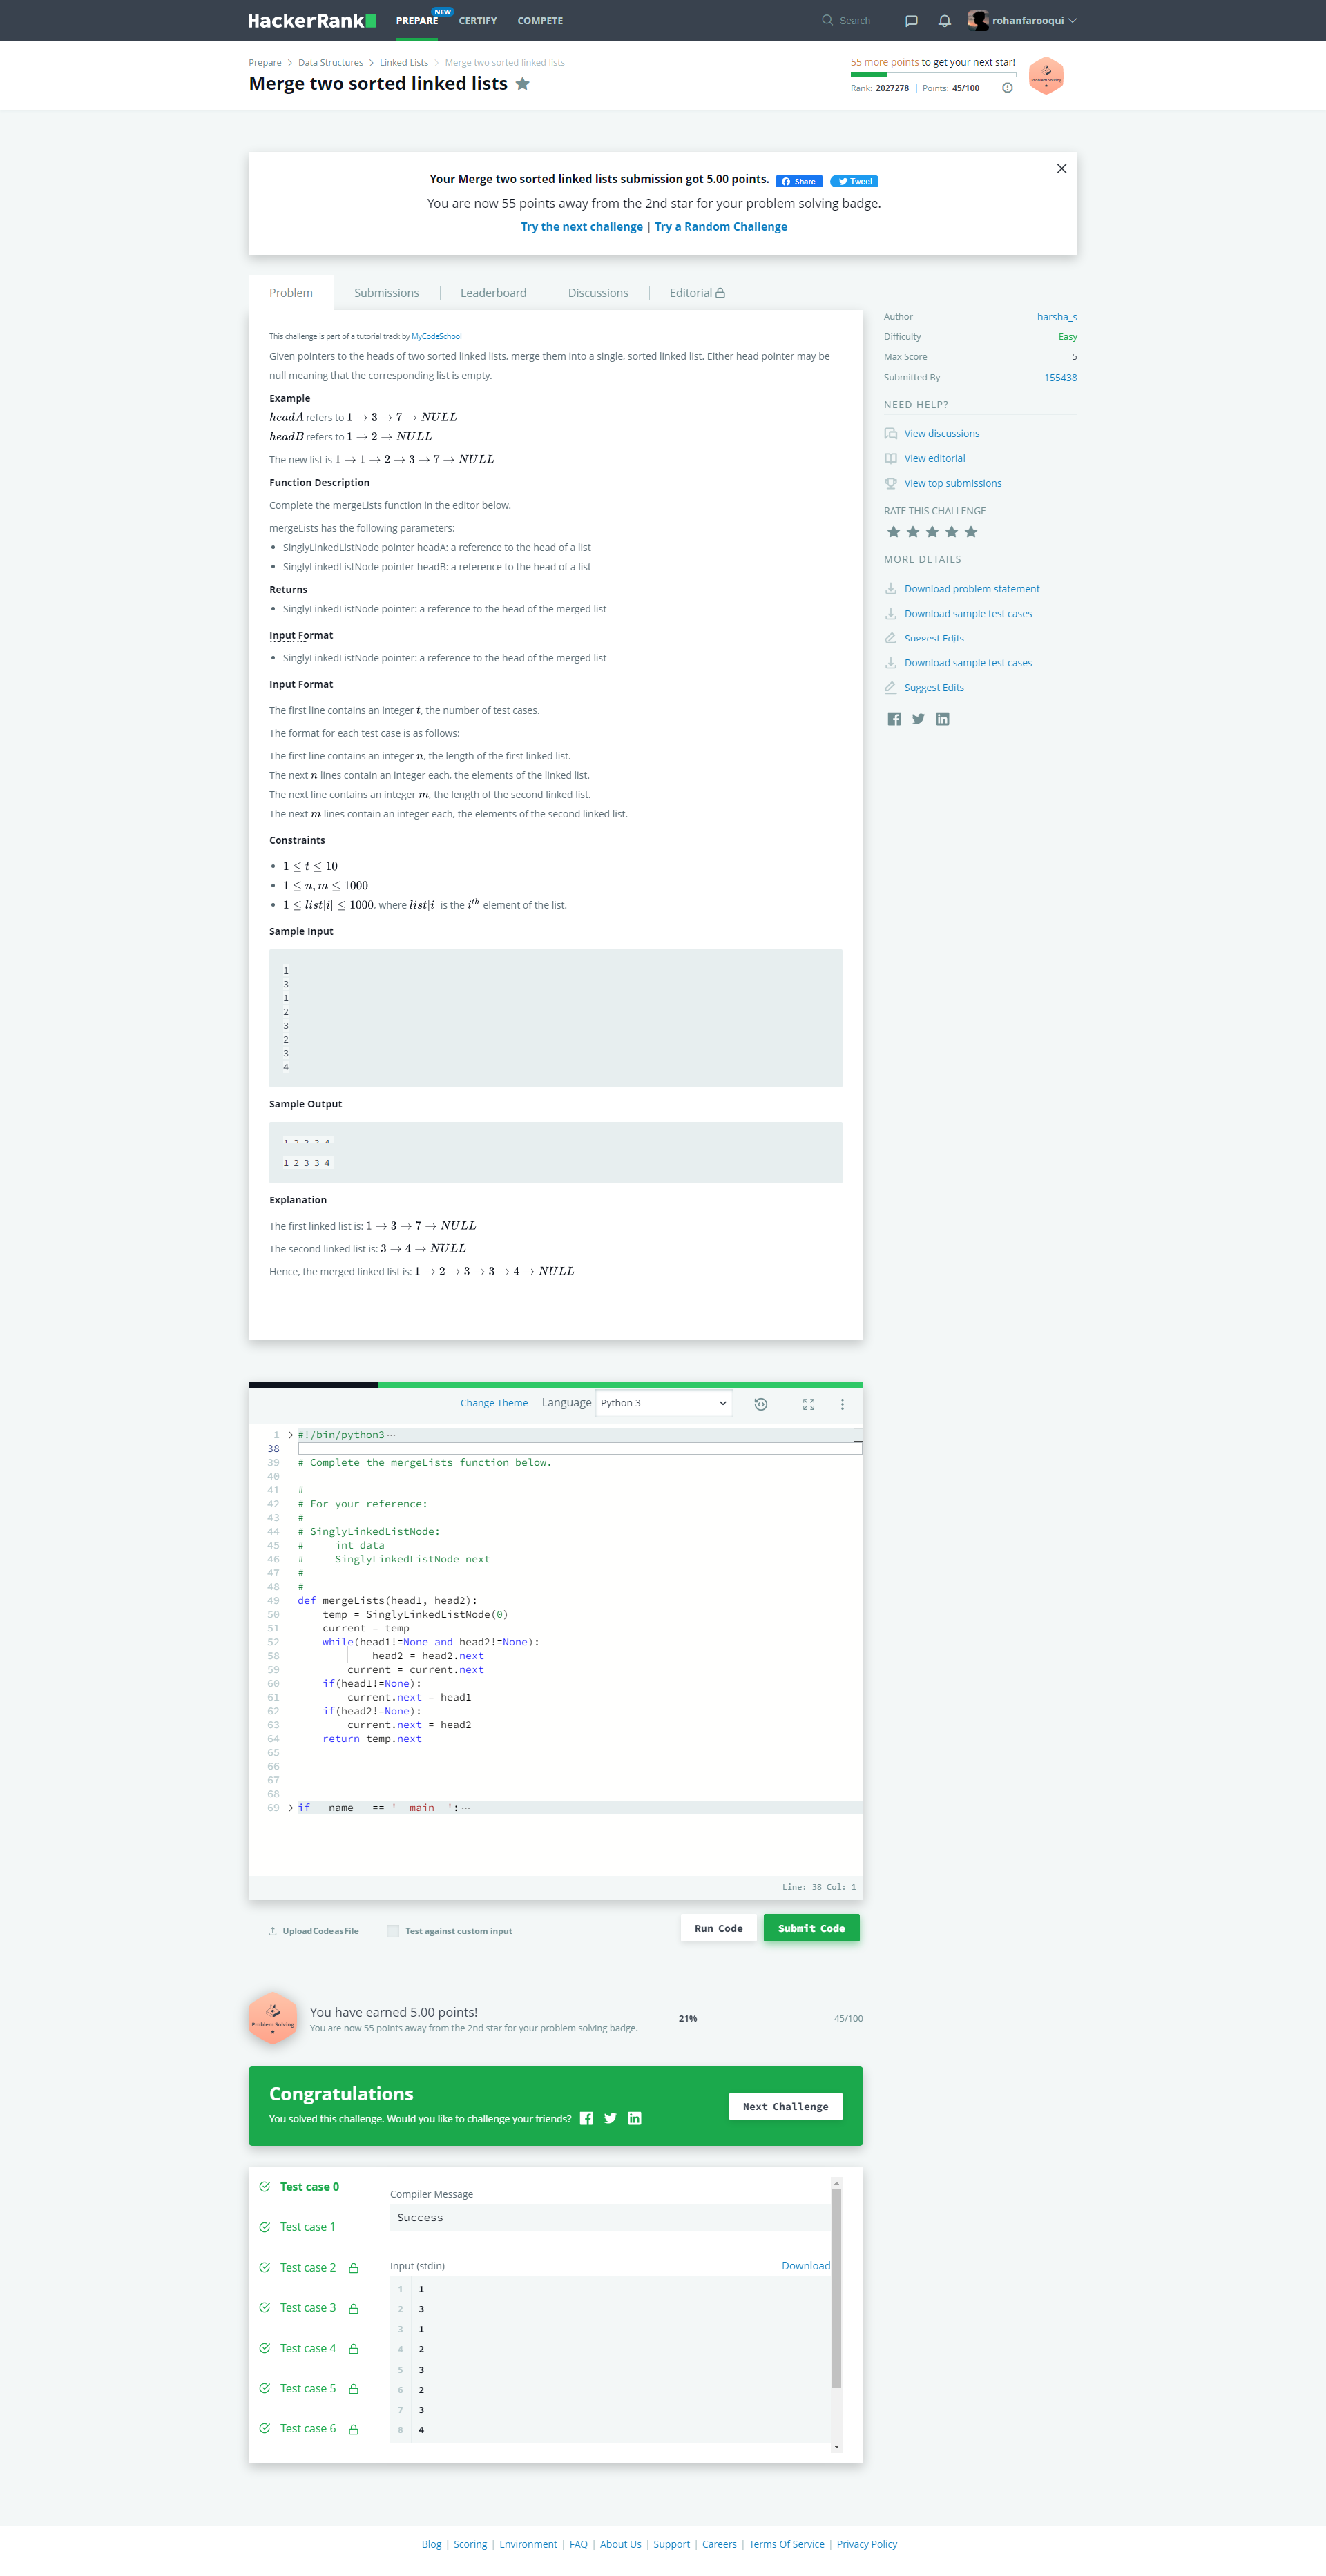 HackerRank
PREPARE NEW CERTIFY COMPETE Search rohanfarooqui
Prepare > Data Structures > Linked Lists > Merge two sorted linked lists
Merge two sorted linked lists
55 more points to get your next star!
Rank: 2027278 | Points: 45/100
Problem Solving
Your Merge two sorted linked lists submission got 5.00 points. Share Tweet
You are now 55 points away from the 2nd star for your problem solving badge.
Try the next challenge | Try a Random Challenge
Problem Submissions Leaderboard Discussions Editorial
This challenge is part of a tutorial track by MyCodeSchool
Given pointers to the heads of two sorted linked lists, merge them into a single, sorted linked list. Either head pointer may be
null meaning that the corresponding list is empty.
Example
headA refers to 1 → 3 → 7 → NULL
headB refers to 1 → 2 → NULL
The new list is 1 → 1 → 2 → 3 → 7 → NULL
Function Description
Complete the mergeLists function in the editor below.
mergeLists has the following parameters:
• SinglyLinkedListNode pointer headA: a reference to the head of a list
• SinglyLinkedListNode pointer headB: a reference to the head of a list
Returns
• SinglyLinkedListNode pointer: a reference to the head of the merged list
Input Format
• SinglyLinkedListNode pointer: a reference to the head of the merged list
Input Format
The first line contains an integer t, the number of test cases.
The format for each test case is as follows:
The first line contains an integer n, the length of the first linked list.
The next n lines contain an integer each, the elements of the linked list.
The next line contains an integer m, the length of the second linked list.
The next m lines contain an integer each, the elements of the second linked list.
Constraints
• 1 ≤ t ≤ 10
• 1 ≤ n, m ≤ 1000
• 1 ≤ list[i] ≤ 1000, where list[i] is the i^th element of the list.
Sample Input
1
3
1
2
3
2
3
4
Sample Output
1 2 3 3 4
1 2 3 3 4
Explanation
The first linked list is: 1 → 3 → 7 → NULL
The second linked list is: 3 → 4 → NULL
Hence, the merged linked list is: 1 → 2 → 3 → 3 → 4 → NULL
Author harsha_s
Difficulty Easy
Max Score 5
Submitted By 155438
NEED HELP?
View discussions
View editorial
View top submissions
RATE THIS CHALLENGE
MORE DETAILS
Download problem statement
Download sample test cases
Suggest Edits
Download sample test cases
Suggest Edits
Change Theme Language Python 3
1 #!/bin/python3 ···
38
39 # Complete the mergeLists function below.
40
41 #
42 # For your reference:
43 #
44 # SinglyLinkedListNode:
45 #     int data
46 #     SinglyLinkedListNode next
47 #
48 #
49 def mergeLists(head1, head2):
50     temp = SinglyLinkedListNode(0)
51     current = temp
52     while(head1!=None and head2!=None):
58             head2 = head2.next
59         current = current.next
60     if(head1!=None):
61         current.next = head1
62     if(head2!=None):
63         current.next = head2
64     return temp.next
65
66
67
68
69 if __name__ == '__main__': ···
Line: 38 Col: 1
Upload Code as File Test against custom input Run Code Submit Code
Problem Solving
You have earned 5.00 points!
You are now 55 points away from the 2nd star for your problem solving badge.
21% 45/100
Congratulations
You solved this challenge. Would you like to challenge your friends?
Next Challenge
Test case 0
Test case 1
Test case 2
Test case 3
Test case 4
Test case 5
Test case 6
Compiler Message
Success
Input (stdin) Download
1 1
2 3
3 1
4 2
5 3
6 2
7 3
8 4
Blog | Scoring | Environment | FAQ | About Us | Support | Careers | Terms Of Service | Privacy Policy